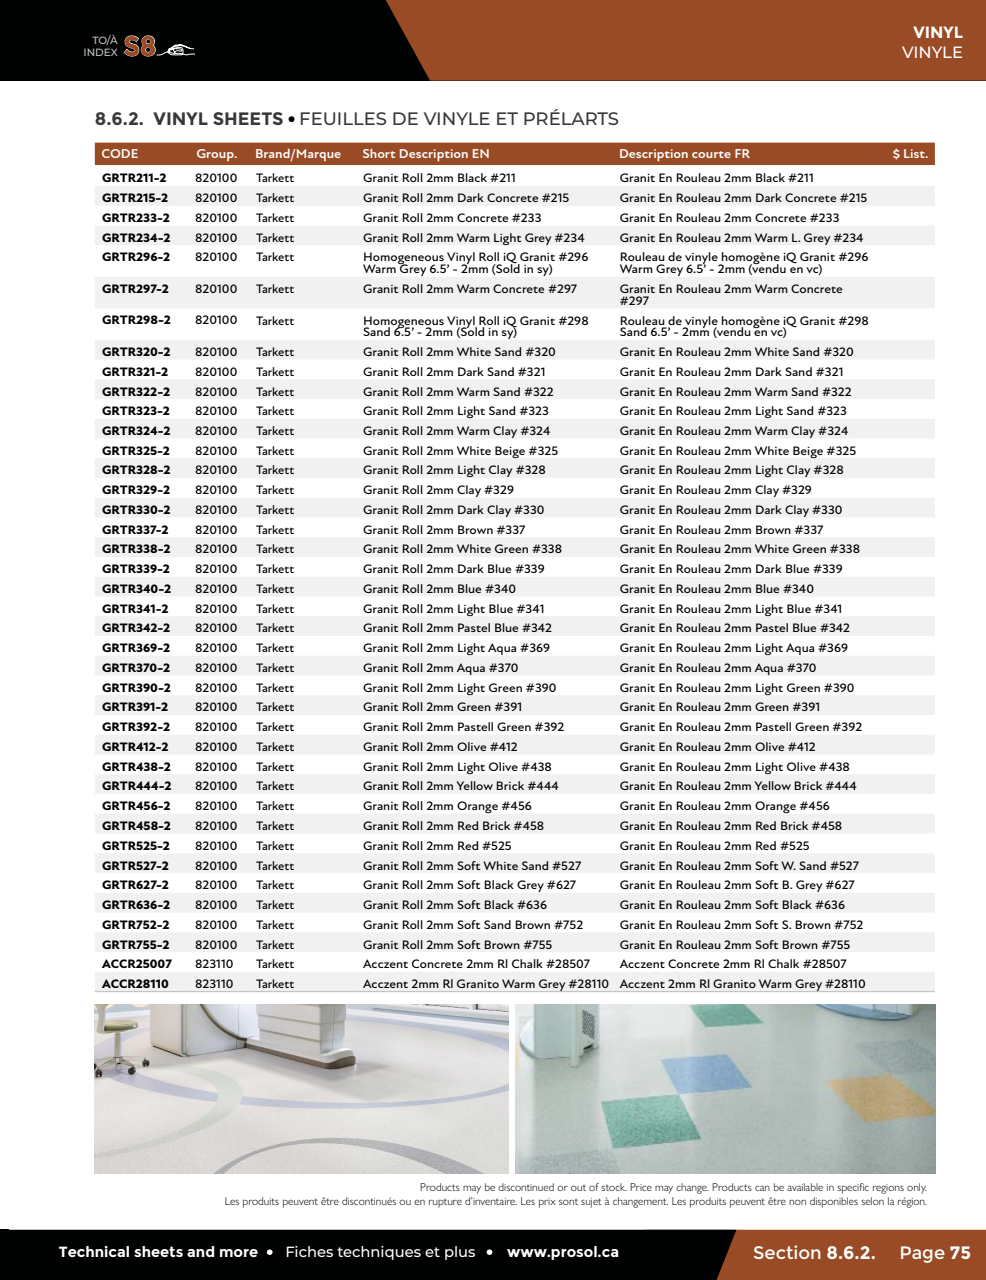 TO/À
INDEX S8
VINYL
VINYLE
8.6.2. VINYL SHEETS • FEUILLES DE VINYLE ET PRÉLARTS
CODE Group. Brand/Marque Short Description EN Description courte FR $ List.
GRTR211-2 820100 Tarkett Granit Roll 2mm Black #211 Granit En Rouleau 2mm Black #211
GRTR215-2 820100 Tarkett Granit Roll 2mm Dark Concrete #215 Granit En Rouleau 2mm Dark Concrete #215
GRTR233-2 820100 Tarkett Granit Roll 2mm Concrete #233 Granit En Rouleau 2mm Concrete #233
GRTR234-2 820100 Tarkett Granit Roll 2mm Warm Light Grey #234 Granit En Rouleau 2mm Warm L. Grey #234
GRTR296-2 820100 Tarkett Homogeneous Vinyl Roll iQ Granit #296 Rouleau de vinyle homogène iQ Granit #296
Warm Grey 6.5' - 2mm (Sold in sy) Warm Grey 6.5' - 2mm (vendu en vc)
GRTR297-2 820100 Tarkett Granit Roll 2mm Warm Concrete #297 Granit En Rouleau 2mm Warm Concrete
#297
GRTR298-2 820100 Tarkett Homogeneous Vinyl Roll iQ Granit #298 Rouleau de vinyle homogène iQ Granit #298
Sand 6.5' - 2mm (Sold in sy) Sand 6.5' - 2mm (vendu en vc)
GRTR320-2 820100 Tarkett Granit Roll 2mm White Sand #320 Granit En Rouleau 2mm White Sand #320
GRTR321-2 820100 Tarkett Granit Roll 2mm Dark Sand #321 Granit En Rouleau 2mm Dark Sand #321
GRTR322-2 820100 Tarkett Granit Roll 2mm Warm Sand #322 Granit En Rouleau 2mm Warm Sand #322
GRTR323-2 820100 Tarkett Granit Roll 2mm Light Sand #323 Granit En Rouleau 2mm Light Sand #323
GRTR324-2 820100 Tarkett Granit Roll 2mm Warm Clay #324 Granit En Rouleau 2mm Warm Clay #324
GRTR325-2 820100 Tarkett Granit Roll 2mm White Beige #325 Granit En Rouleau 2mm White Beige #325
GRTR328-2 820100 Tarkett Granit Roll 2mm Light Clay #328 Granit En Rouleau 2mm Light Clay #328
GRTR329-2 820100 Tarkett Granit Roll 2mm Clay #329 Granit En Rouleau 2mm Clay #329
GRTR330-2 820100 Tarkett Granit Roll 2mm Dark Clay #330 Granit En Rouleau 2mm Dark Clay #330
GRTR337-2 820100 Tarkett Granit Roll 2mm Brown #337 Granit En Rouleau 2mm Brown #337
GRTR338-2 820100 Tarkett Granit Roll 2mm White Green #338 Granit En Rouleau 2mm White Green #338
GRTR339-2 820100 Tarkett Granit Roll 2mm Dark Blue #339 Granit En Rouleau 2mm Dark Blue #339
GRTR340-2 820100 Tarkett Granit Roll 2mm Blue #340 Granit En Rouleau 2mm Blue #340
GRTR341-2 820100 Tarkett Granit Roll 2mm Light Blue #341 Granit En Rouleau 2mm Light Blue #341
GRTR342-2 820100 Tarkett Granit Roll 2mm Pastel Blue #342 Granit En Rouleau 2mm Pastel Blue #342
GRTR369-2 820100 Tarkett Granit Roll 2mm Light Aqua #369 Granit En Rouleau 2mm Light Aqua #369
GRTR370-2 820100 Tarkett Granit Roll 2mm Aqua #370 Granit En Rouleau 2mm Aqua #370
GRTR390-2 820100 Tarkett Granit Roll 2mm Light Green #390 Granit En Rouleau 2mm Light Green #390
GRTR391-2 820100 Tarkett Granit Roll 2mm Green #391 Granit En Rouleau 2mm Green #391
GRTR392-2 820100 Tarkett Granit Roll 2mm Pastell Green #392 Granit En Rouleau 2mm Pastell Green #392
GRTR412-2 820100 Tarkett Granit Roll 2mm Olive #412 Granit En Rouleau 2mm Olive #412
GRTR438-2 820100 Tarkett Granit Roll 2mm Light Olive #438 Granit En Rouleau 2mm Light Olive #438
GRTR444-2 820100 Tarkett Granit Roll 2mm Yellow Brick #444 Granit En Rouleau 2mm Yellow Brick #444
GRTR456-2 820100 Tarkett Granit Roll 2mm Orange #456 Granit En Rouleau 2mm Orange #456
GRTR458-2 820100 Tarkett Granit Roll 2mm Red Brick #458 Granit En Rouleau 2mm Red Brick #458
GRTR525-2 820100 Tarkett Granit Roll 2mm Red #525 Granit En Rouleau 2mm Red #525
GRTR527-2 820100 Tarkett Granit Roll 2mm Soft White Sand #527 Granit En Rouleau 2mm Soft W. Sand #527
GRTR627-2 820100 Tarkett Granit Roll 2mm Soft Black Grey #627 Granit En Rouleau 2mm Soft B. Grey #627
GRTR636-2 820100 Tarkett Granit Roll 2mm Soft Black #636 Granit En Rouleau 2mm Soft Black #636
GRTR752-2 820100 Tarkett Granit Roll 2mm Soft Sand Brown #752 Granit En Rouleau 2mm Soft S. Brown #752
GRTR755-2 820100 Tarkett Granit Roll 2mm Soft Brown #755 Granit En Rouleau 2mm Soft Brown #755
ACCR25007 823110 Tarkett Acczent Concrete 2mm Rl Chalk #28507 Acczent Concrete 2mm Rl Chalk #28507
ACCR28110 823110 Tarkett Acczent 2mm Rl Granito Warm Grey #28110 Acczent 2mm Rl Granito Warm Grey #28110
Products may be discontinued or out of stock. Price may change. Products can be available in specific regions only.
Les produits peuvent être discontinués ou en rupture d'inventaire. Les prix sont sujet à changement. Les produits peuvent être non disponibles selon la région.
Technical sheets and more • Fiches techniques et plus • www.prosol.ca
Section 8.6.2. Page 75